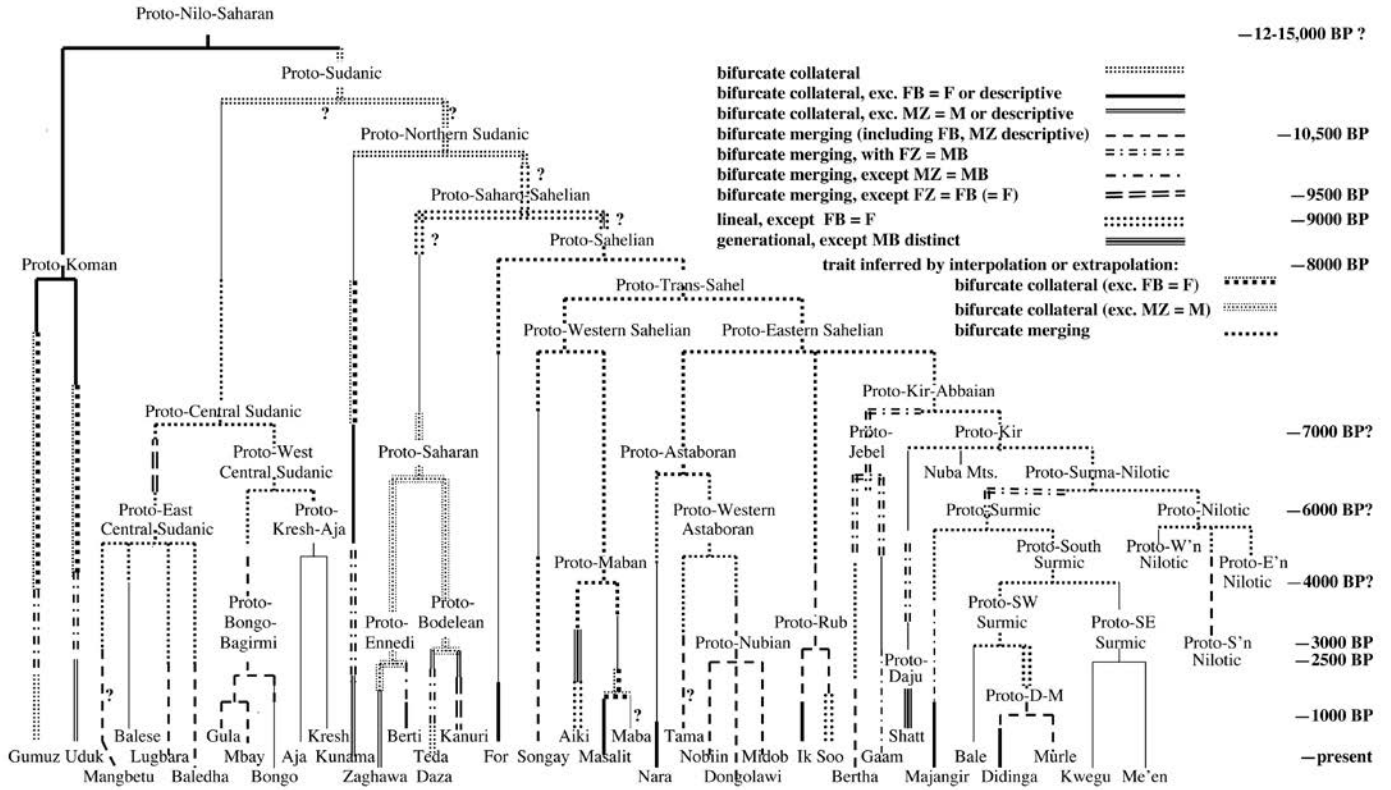 Proto-Nilo-Saharan
—12-15,000 BP ?
Proto-Sudanic
bifurcate collateral
bifurcate collateral, exc. FB = F or descriptive
bifurcate collateral, exc. MZ = M or descriptive
bifurcate merging (including FB, MZ descriptive)
bifurcate merging, with FZ = MB
bifurcate merging, except MZ = MB
bifurcate merging, except FZ = FB (= F)
lineal, except FB = F
generational, except MB distinct
trait inferred by interpolation or extrapolation:
bifurcate collateral (exc. FB = F)
bifurcate collateral (exc. MZ = M)
bifurcate merging
? ?
Proto-Northern Sudanic
—10,500 BP
?
Proto-Saharo-Sahelian
—9500 BP
? ?
—9000 BP
Proto-Sahelian
Proto-Koman
—8000 BP
Proto-Trans-Sahel
Proto-Western Sahelian
Proto-Eastern Sahelian
Proto-Kir-Abbaian
Proto-Central Sudanic
Proto-
Jebel
Proto-Kir
—7000 BP?
Proto-West
Central Sudanic
Proto-Saharan
Proto-Astaboran
Nuba Mts.
Proto-Surma-Nilotic
Proto-East
Central Sudanic
Proto-
Kresh-Aja
Proto-Western
Astaboran
Proto-Surmic
Proto-Nilotic
—6000 BP?
Proto-South
Surmic
Proto-W'n
Nilotic
Proto-E'n
Nilotic
Proto-Maban
—4000 BP?
Proto-
Bongo-
Bagirmi
Proto-
Ennedi
Proto-
Bodelean
Proto-Nubian
Proto-Rub
Proto-SW
Surmic
Proto-SE
Surmic
Proto-S'n
Nilotic
—3000 BP
—2500 BP
Proto-
Daju
Proto-D-M
? ? ?
—1000 BP
Balese
Gula
Kresh
Berti
Kanuri
Aiki
Maba
Tama
Shatt
Gumuz
Uduk
Lugbara
Mbay
Aja
Kunama
Teda
For
Songay
Masalit
Nobiin
Midob
Ik
Soo
Gaam
Bale
Murle
—present
Mangbetu
Baledha
Bongo
Zaghawa
Daza
Nara
Dongolawi
Bertha
Majangir
Didinga
Kwegu
Me'en